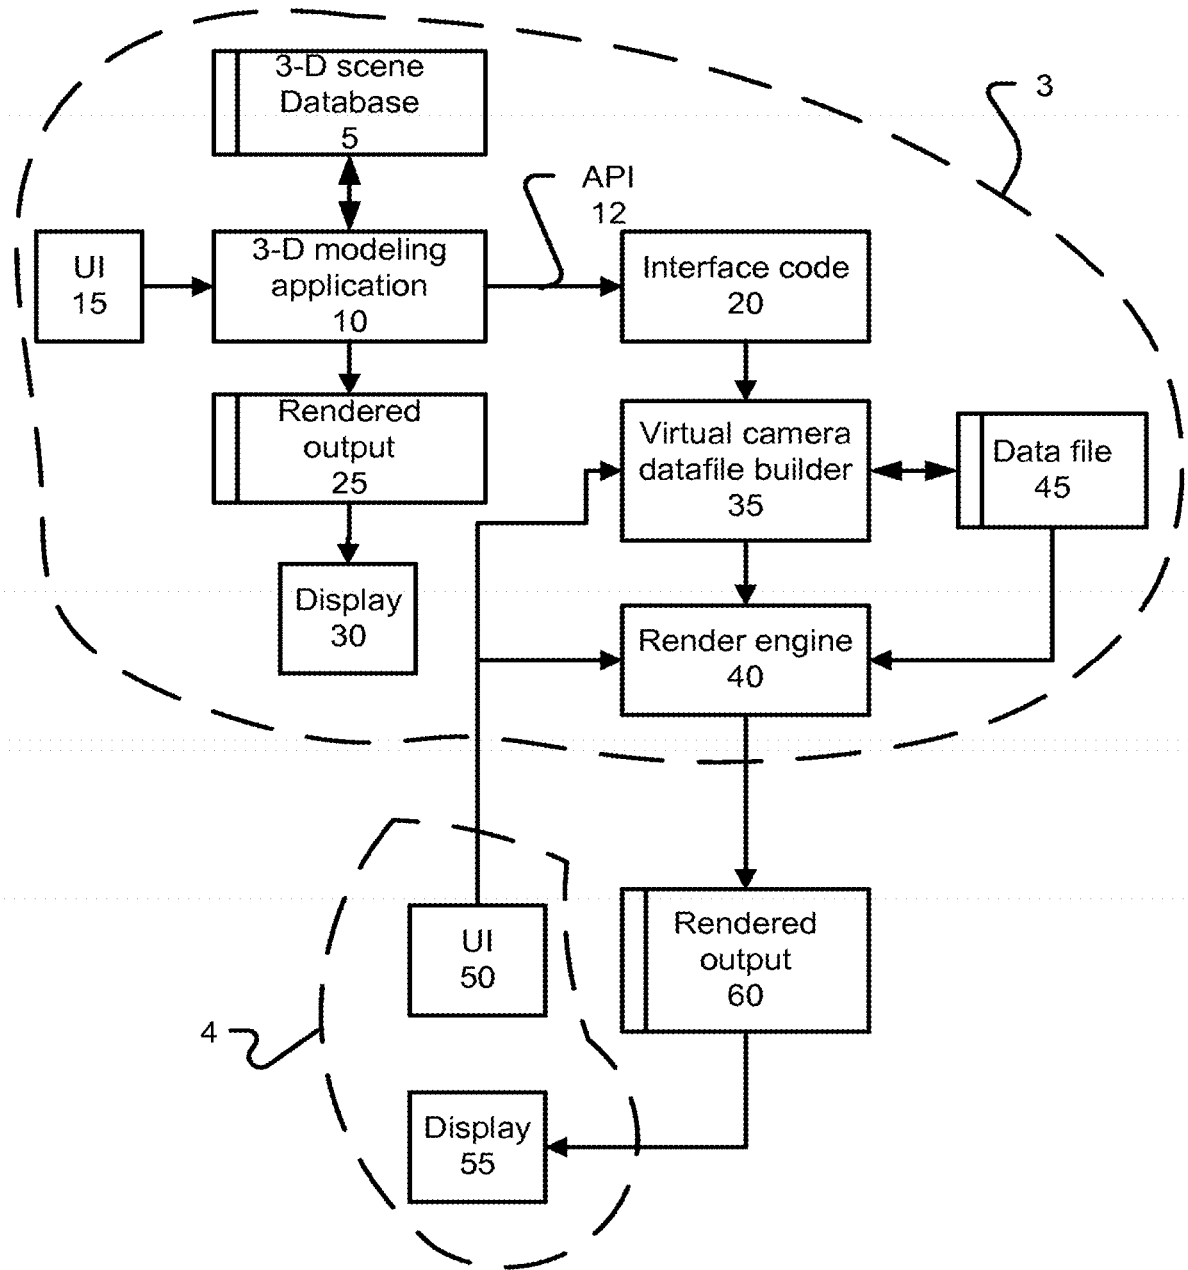 3-D scene
Database
5
3
API
12
UI
15
3-D modeling
application
10
Interface code
20
Rendered
output
25
Virtual camera
datafile builder
35
Data file
45
Display
30
Render engine
40
UI
50
Rendered
output
60
4
Display
55